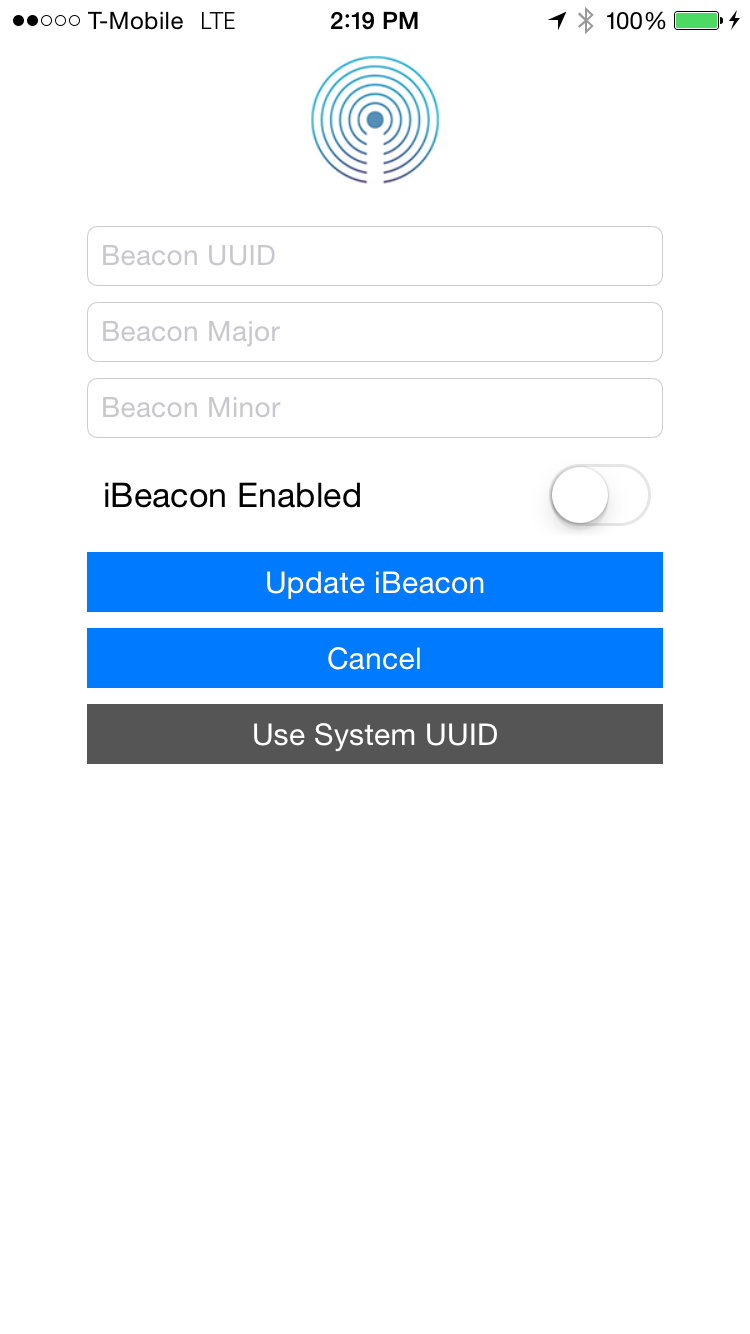 T-Mobile LTE 2:19 PM 100%
Beacon UUID
Beacon Major
Beacon Minor
iBeacon Enabled
Update iBeacon
Cancel
Use System UUID